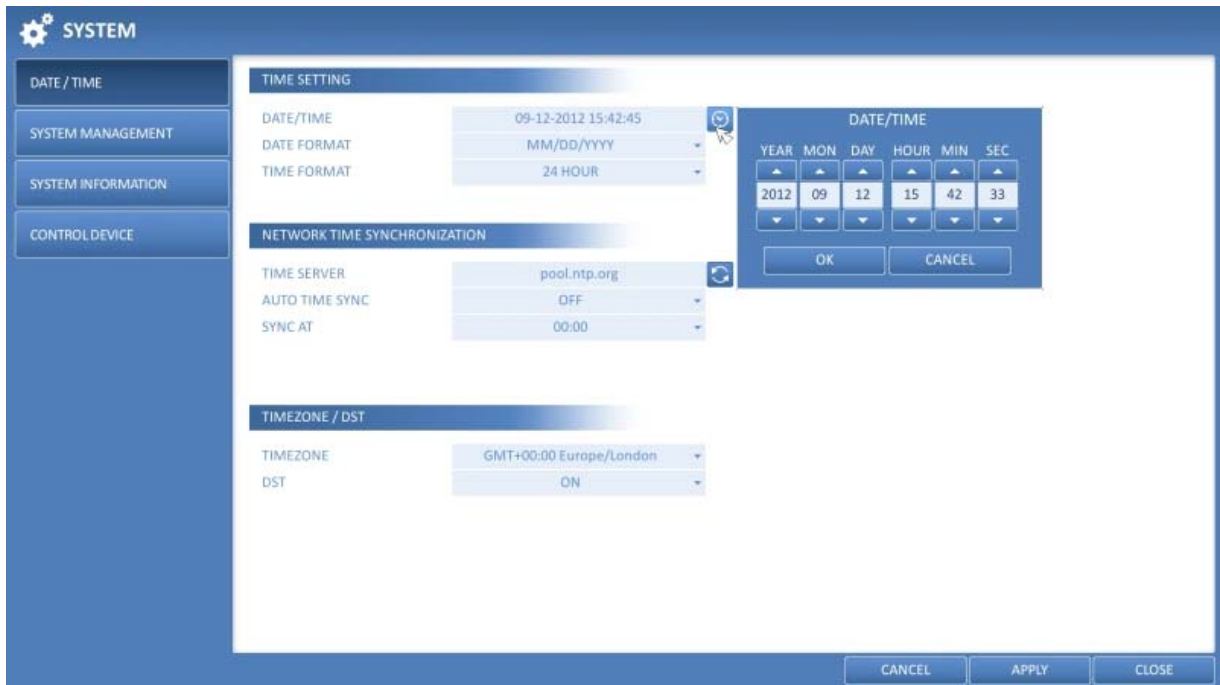 SYSTEM
DATE / TIME
SYSTEM MANAGEMENT
SYSTEM INFORMATION
CONTROL DEVICE
TIME SETTING
DATE/TIME 09-12-2012 15:42:45
DATE FORMAT MM/DD/YYYY
TIME FORMAT 24 HOUR
DATE/TIME
YEAR MON DAY HOUR MIN SEC
2012 09 12 15 42 33
OK CANCEL
NETWORK TIME SYNCHRONIZATION
TIME SERVER pool.ntp.org
AUTO TIME SYNC OFF
SYNC AT 00:00
TIMEZONE / DST
TIMEZONE GMT+00:00 Europe/London
DST ON
CANCEL APPLY CLOSE